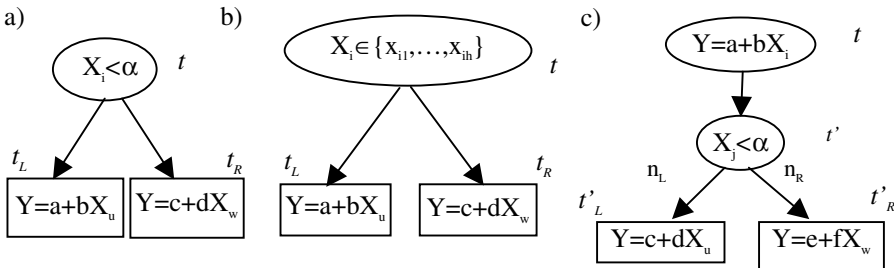 a)
X_i<α
t
t_L
t_R
Y=a+bX_u
Y=c+dX_w
b)
X_i∈{x_i1,…,x_ih}
t
t_L
t_R
Y=a+bX_u
Y=c+dX_w
c)
Y=a+bX_i
t
X_j<α
t'
n_L
n_R
t'_L
t'_R
Y=c+dX_u
Y=e+fX_w